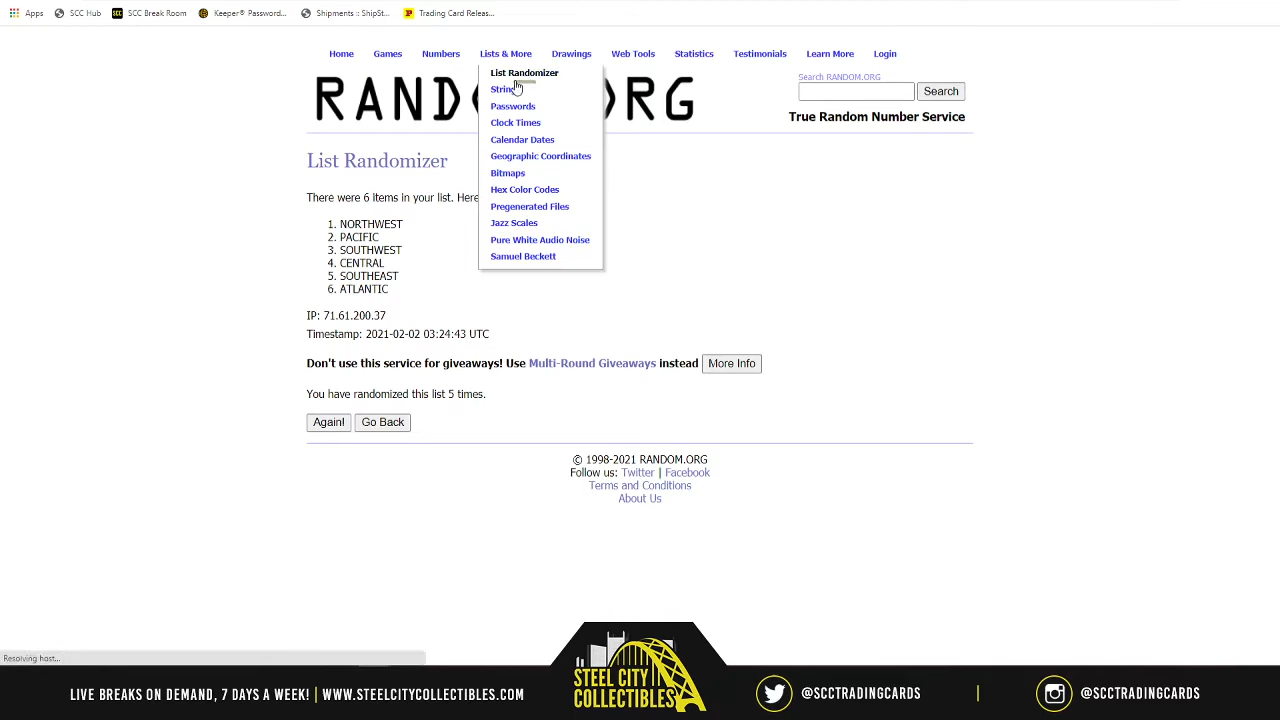 Apps SCC Hub SCC Break Room Keeper® Password... Shipments :: ShipSt... Trading Card Releas...
Home Games Numbers Lists & More Drawings Web Tools Statistics Testimonials Learn More Login
List Randomizer
Passwords
Clock Times
Calendar Dates
Geographic Coordinates
Bitmaps
Hex Color Codes
Pregenerated Files
Jazz Scales
Pure White Audio Noise
Samuel Beckett
Search RANDOM.ORG
Search
True Random Number Service
List Randomizer
There were 6 items in your list. Here
1. NORTHWEST
2. PACIFIC
3. SOUTHWEST
4. CENTRAL
5. SOUTHEAST
6. ATLANTIC
IP: 71.61.200.37
Timestamp: 2021-02-02 03:24:43 UTC
Don't use this service for giveaways! Use Multi-Round Giveaways instead More Info
You have randomized this list 5 times.
Again! Go Back
© 1998-2021 RANDOM.ORG
Follow us: Twitter | Facebook
Terms and Conditions
About Us
Resolving host...
LIVE BREAKS ON DEMAND, 7 DAYS A WEEK! | WWW.STEELCITYCOLLECTIBLES.COM
STEEL CITY
COLLECTIBLES
@SCCTRADINGCARDS | @SCCTRADINGCARDS